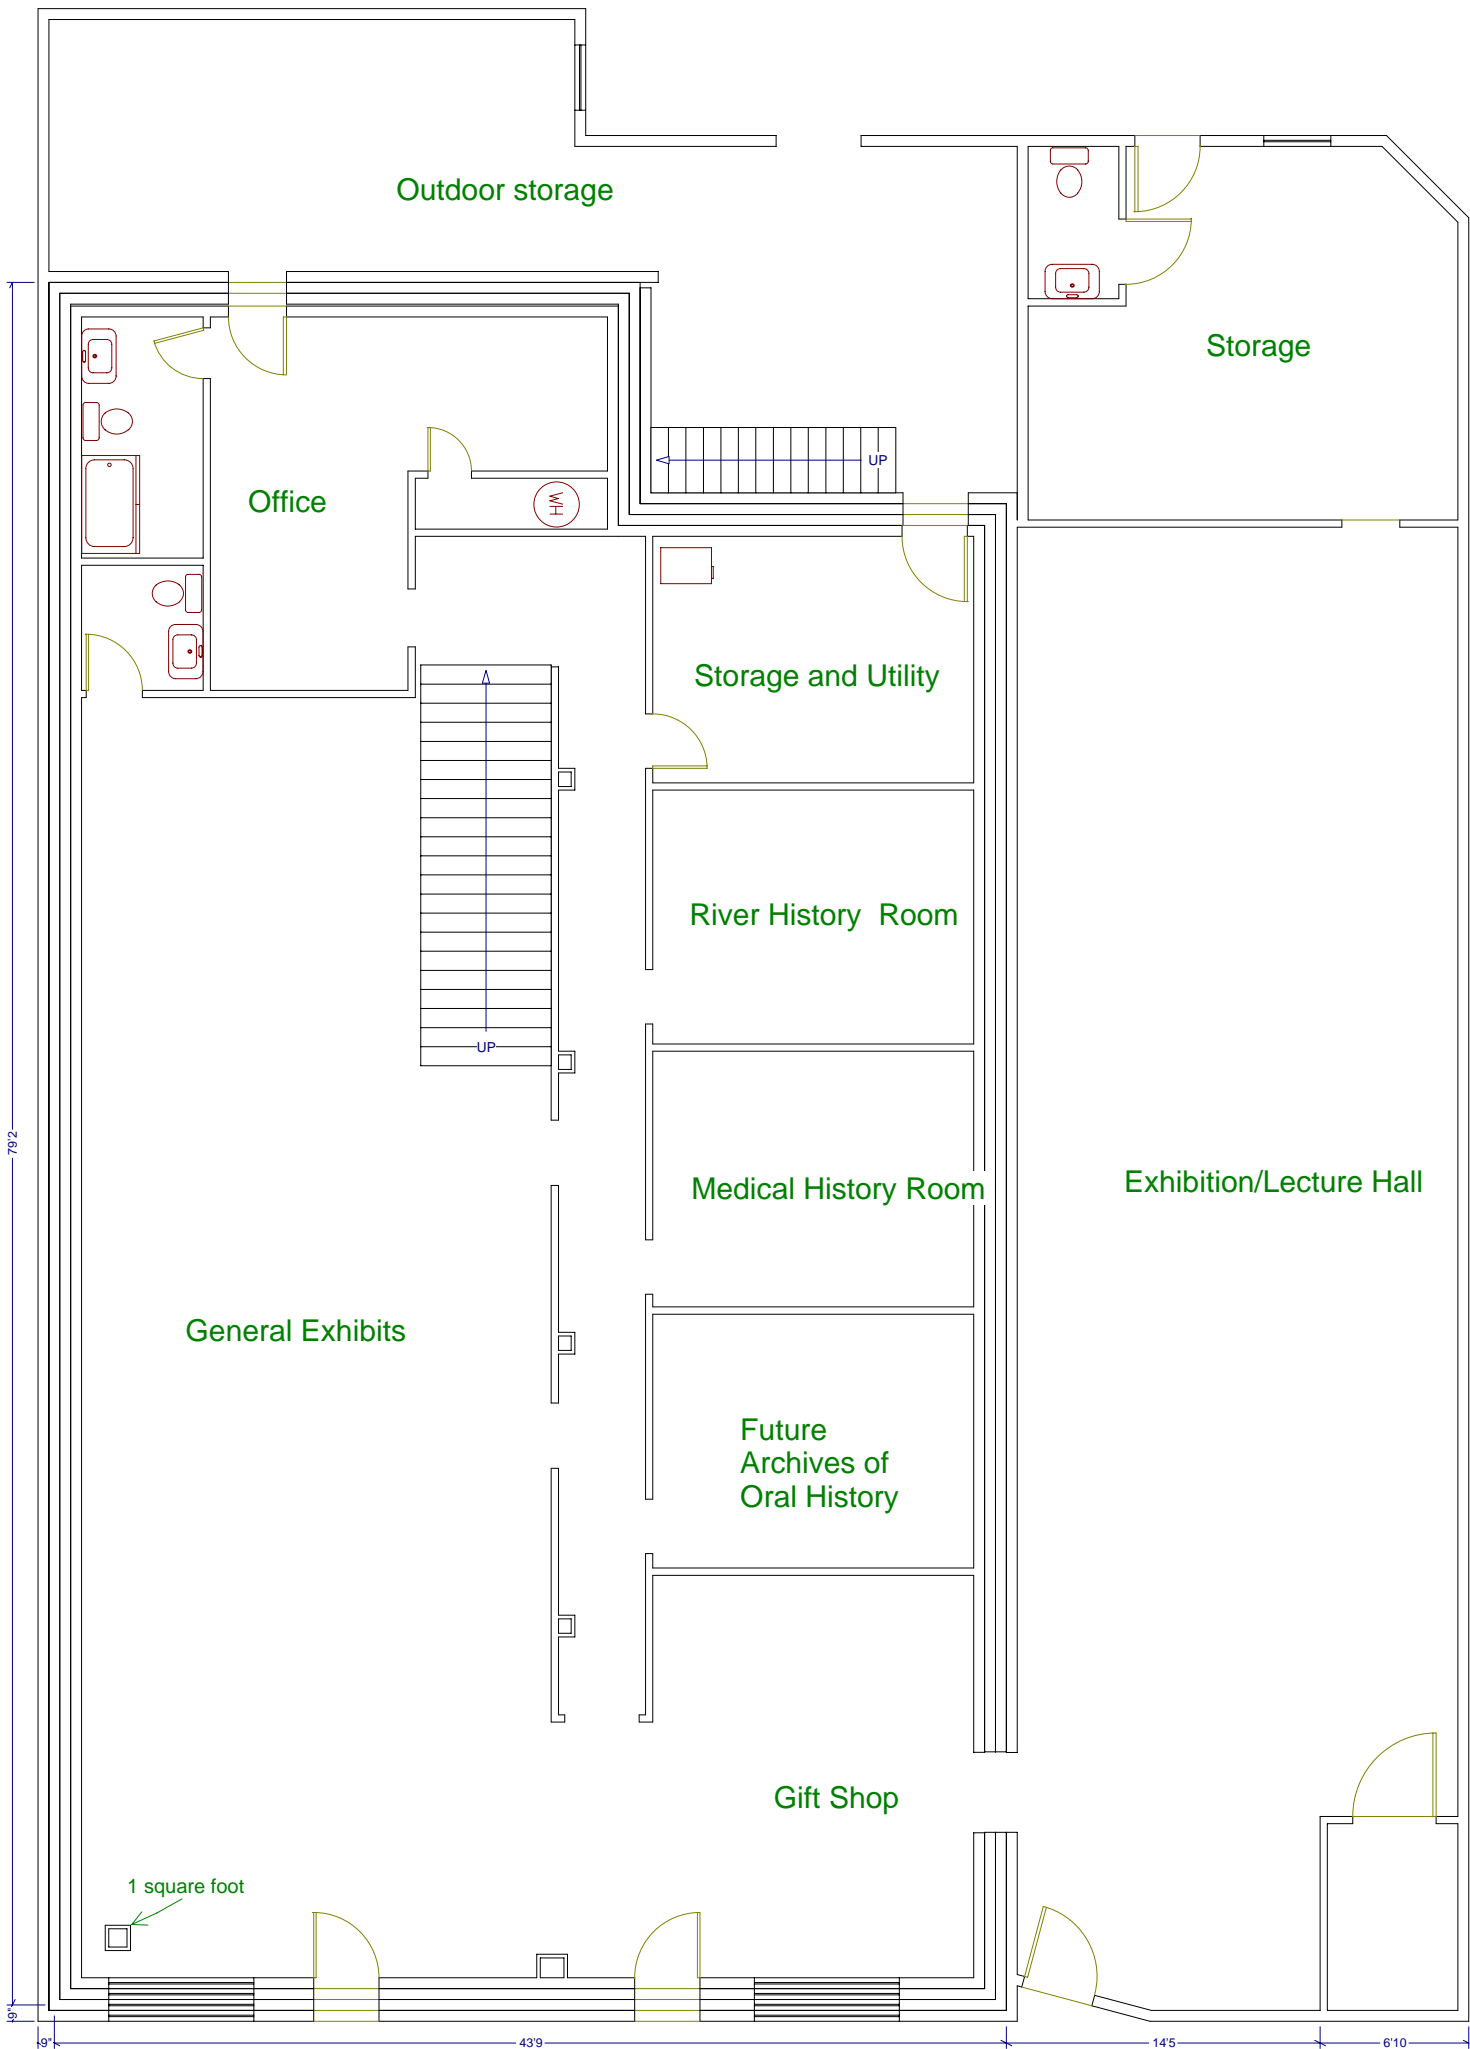 Outdoor storage
Storage
UP
Office
WH
Storage and Utility
River History Room
UP
79'2
Medical History Room
Exhibition/Lecture Hall
General Exhibits
Future
Archives of
Oral History
Gift Shop
1 square foot
9"
9"
43'9
14'5
6'10